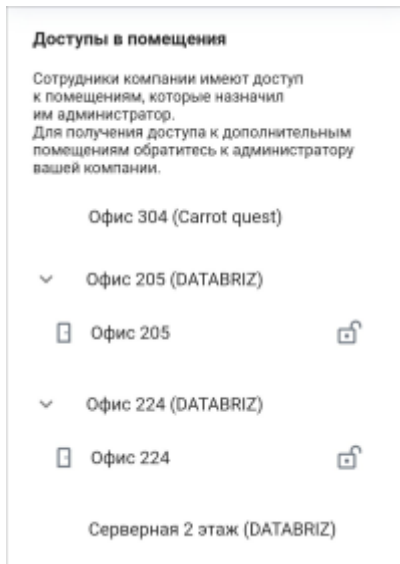 Доступы в помещения
Сотрудники компании имеют доступ
к помещениям, которые назначил
им администратор.
Для получения доступа к дополнительным
помещениям обратитесь к администратору
вашей компании.
Офис 304 (Carrot quest)
Офис 205 (DATABRIZ)
Офис 205
Офис 224 (DATABRIZ)
Офис 224
Серверная 2 этаж (DATABRIZ)